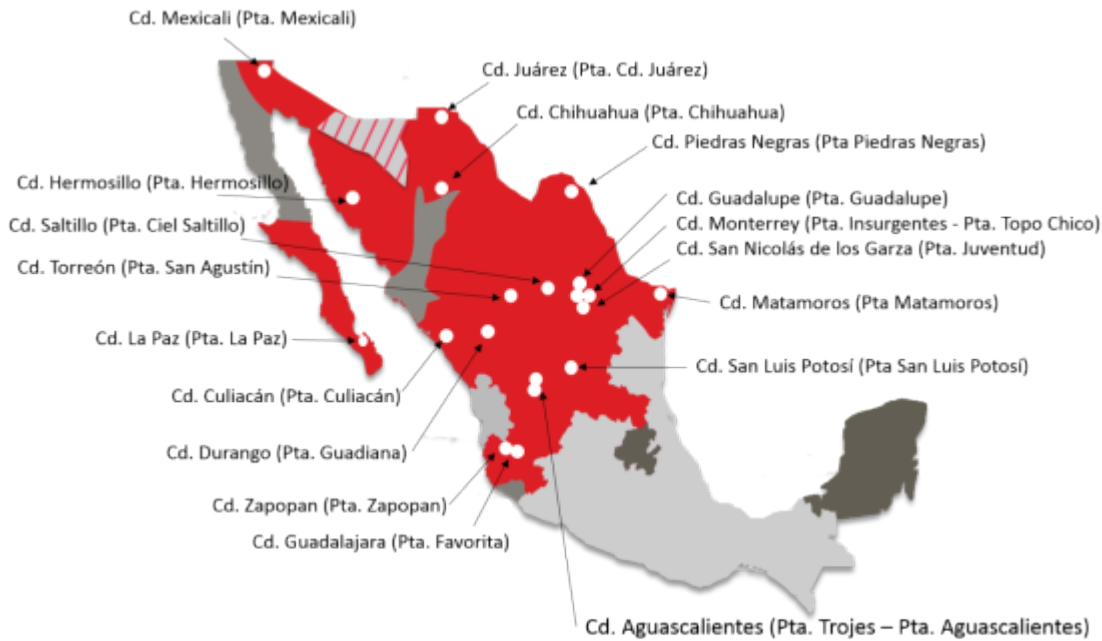 Cd. Mexicali (Pta. Mexicali)
Cd. Juárez (Pta. Cd. Juárez)
Cd. Chihuahua (Pta. Chihuahua)
Cd. Piedras Negras (Pta Piedras Negras)
Cd. Hermosillo (Pta. Hermosillo)
Cd. Guadalupe (Pta. Guadalupe)
Cd. Saltillo (Pta. Ciel Saltillo)
Cd. Monterrey (Pta. Insurgentes - Pta. Topo Chico)
Cd. San Nicolás de los Garza (Pta. Juventud)
Cd. Torreón (Pta. San Agustín)
Cd. Matamoros (Pta Matamoros)
Cd. La Paz (Pta. La Paz)
Cd. San Luis Potosí (Pta San Luis Potosí)
Cd. Culiacán (Pta. Culiacán)
Cd. Durango (Pta. Guadiana)
Cd. Zapopan (Pta. Zapopan)
Cd. Guadalajara (Pta. Favorita)
Cd. Aguascalientes (Pta. Trojes – Pta. Aguascalientes)